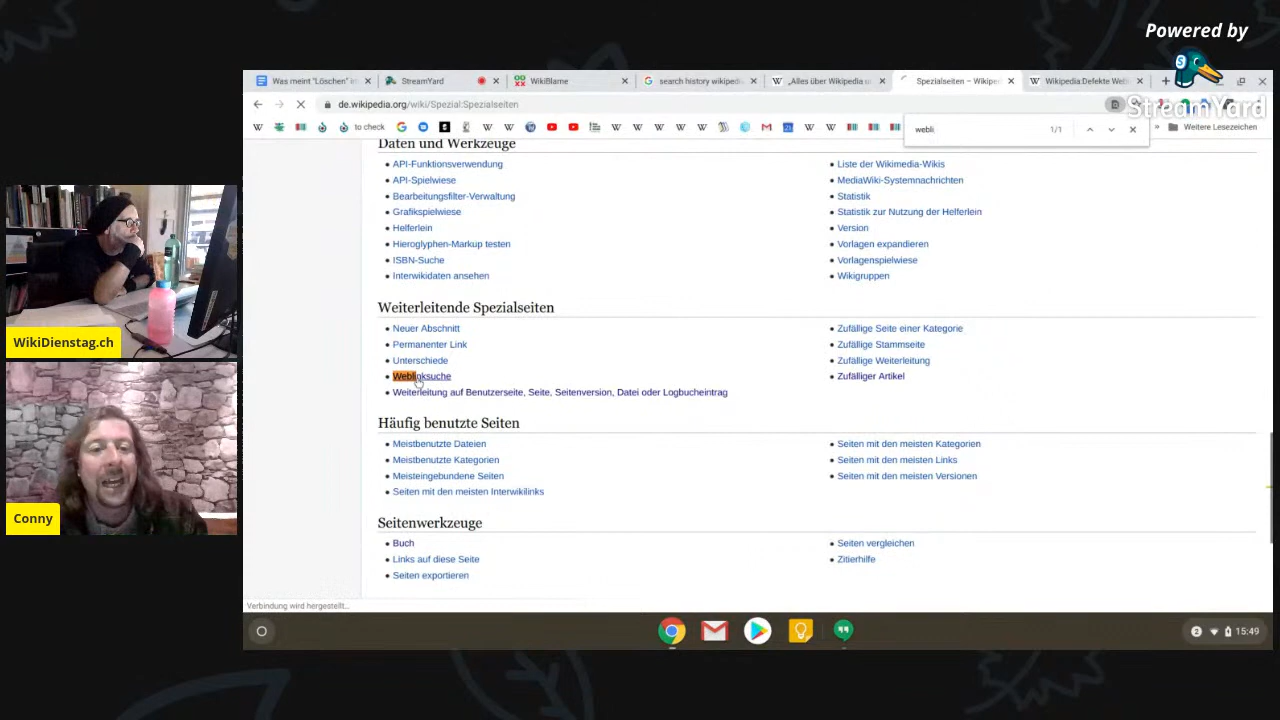 Powered by
StreamYard
Was meint "Löschen" in
StreamYard
WikiBlame
search history wikiped
„Alles über Wikipedia u
Spezialseiten – Wikipe
Wikipedia:Defekte Web
de.wikipedia.org/wiki/Spezial:Spezialseiten
to check
Weitere Lesezeichen
webli
1/1
Daten und Werkzeuge
API-Funktionsverwendung
API-Spielwiese
Bearbeitungsfilter-Verwaltung
Grafikspielwiese
Helferlein
Hieroglyphen-Markup testen
ISBN-Suche
Interwikidaten ansehen
Liste der Wikimedia-Wikis
MediaWiki-Systemnachrichten
Statistik
Statistik zur Nutzung der Helferlein
Version
Vorlagen expandieren
Vorlagenspielwiese
Wikigruppen
Weiterleitende Spezialseiten
Neuer Abschnitt
Permanenter Link
Unterschiede
Weblinksuche
Weiterleitung auf Benutzerseite, Seite, Seitenversion, Datei oder Logbucheintrag
Zufällige Seite einer Kategorie
Zufällige Stammseite
Zufällige Weiterleitung
Zufälliger Artikel
Häufig benutzte Seiten
Meistbenutzte Dateien
Meistbenutzte Kategorien
Meisteingebundene Seiten
Seiten mit den meisten Interwikilinks
Seiten mit den meisten Kategorien
Seiten mit den meisten Links
Seiten mit den meisten Versionen
Seitenwerkzeuge
Buch
Links auf diese Seite
Seiten exportieren
Seiten vergleichen
Zitierhilfe
Verbindung wird hergestellt...
2
15:49
WikiDienstag.ch
Conny